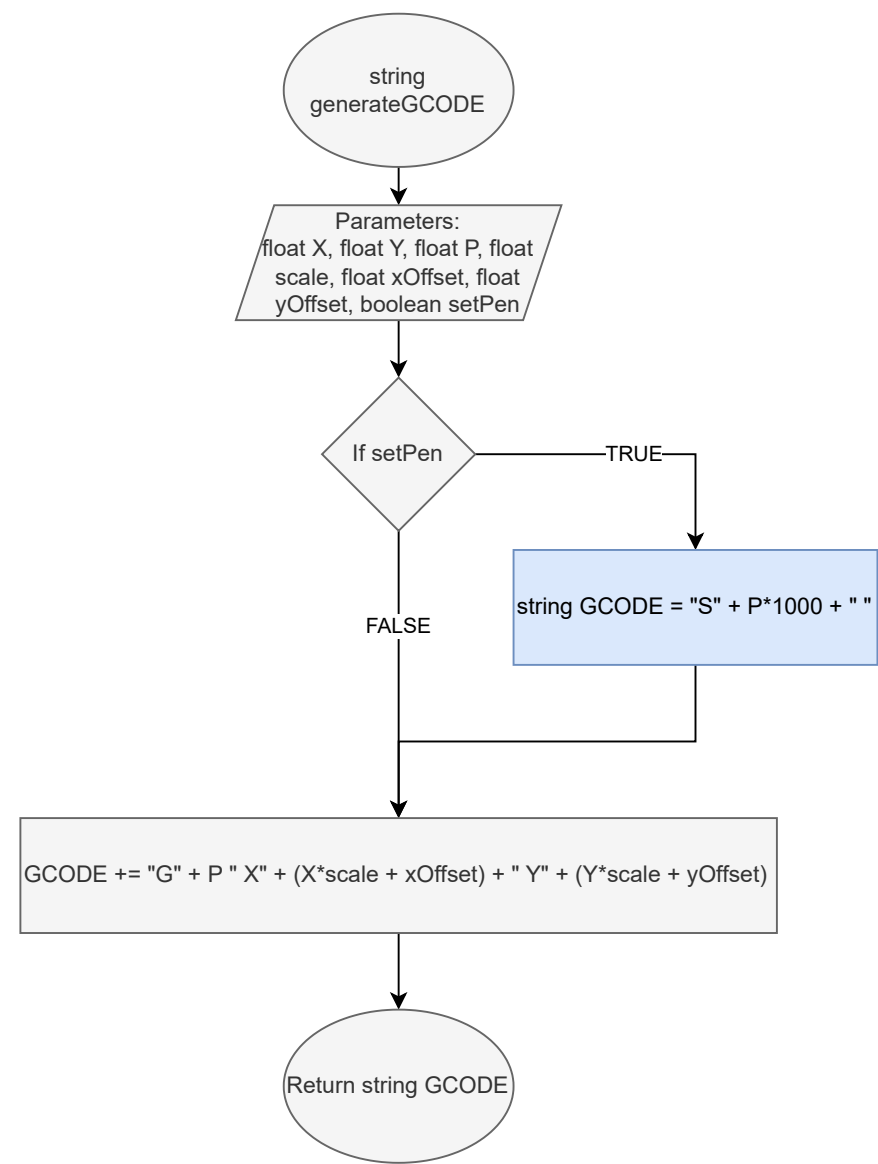 string
generateGCODE
Parameters:
float X, float Y, float P, float
scale, float xOffset, float
yOffset, boolean setPen
If setPen
TRUE
string GCODE = "S" + P*1000 + " "
FALSE
GCODE += "G" + P " X" + (X*scale + xOffset) + " Y" + (Y*scale + yOffset)
Return string GCODE